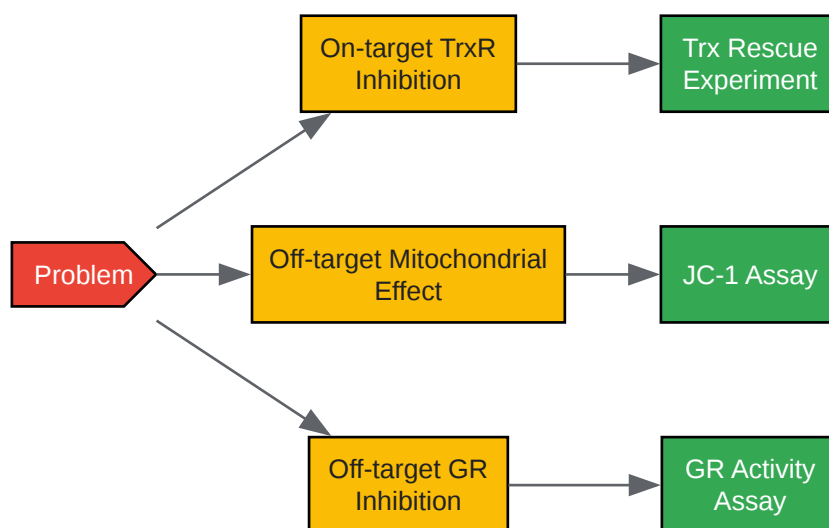 On-target TrxR
Inhibition
Trx Rescue
Experiment
Problem
Off-target Mitochondrial
Effect
JC-1 Assay
Off-target GR
Inhibition
GR Activity
Assay